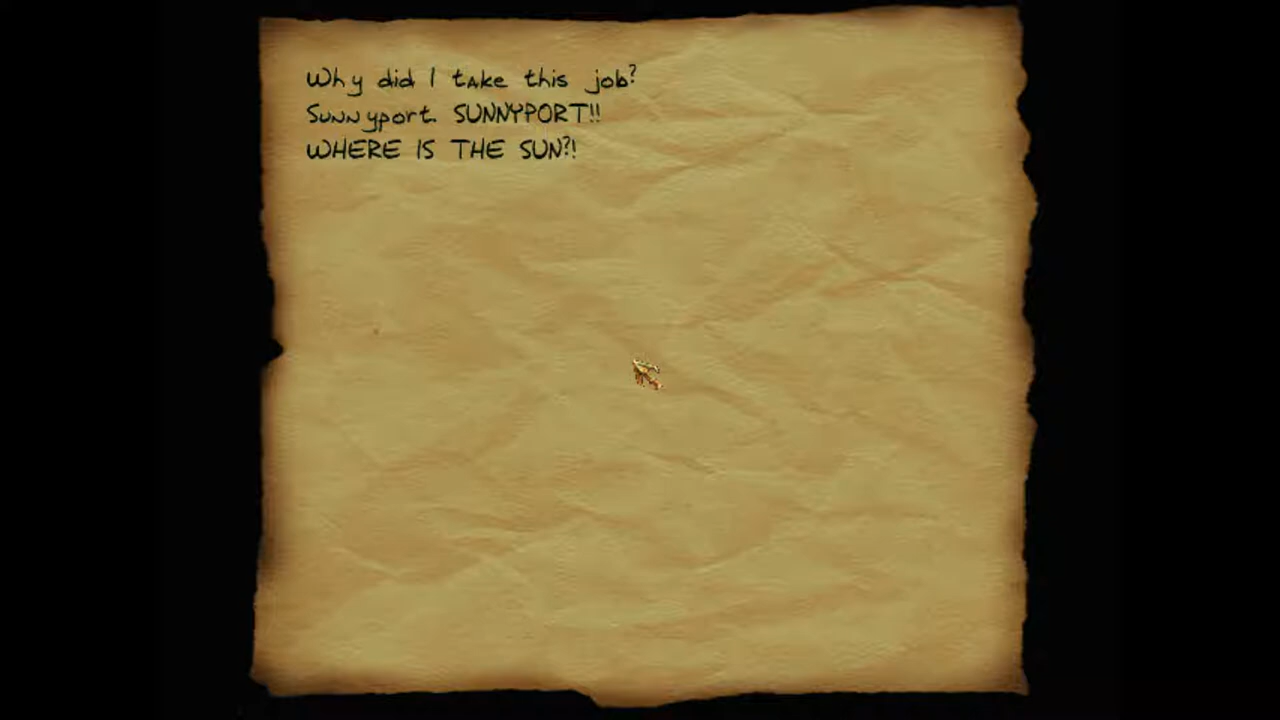 Why did I take this job?
Sunnyport. SUNNYPORT!!
WHERE IS THE SUN?!